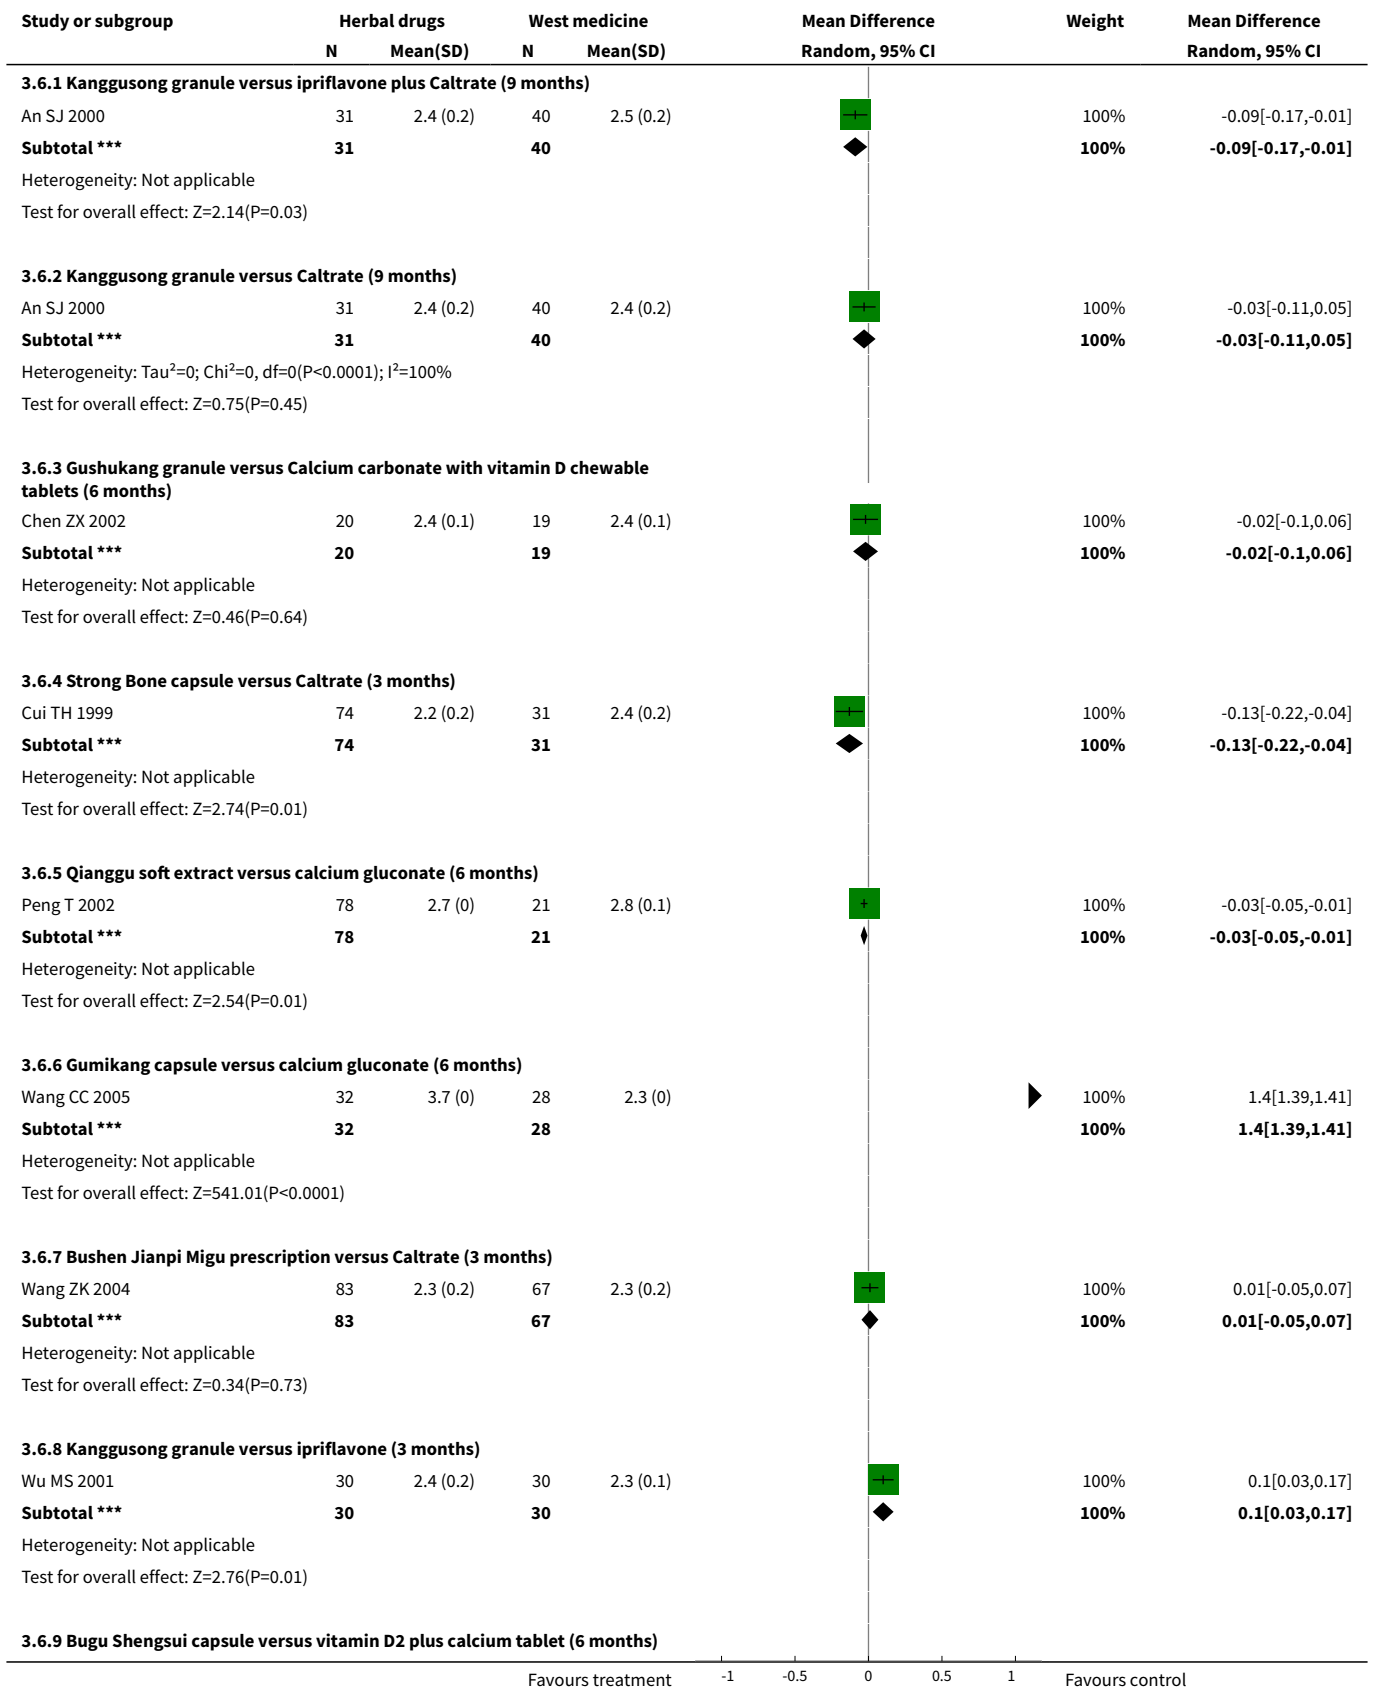 Study or subgroup Herbal drugs West medicine Mean Difference Weight Mean Difference
N Mean(SD) N Mean(SD) Random, 95% CI Random, 95% CI
3.6.1 Kanggusong granule versus ipriflavone plus Caltrate (9 months)
An SJ 2000 31 2.4 (0.2) 40 2.5 (0.2) 100% -0.09[-0.17,-0.01]
Subtotal *** 31 40 100% -0.09[-0.17,-0.01]
Heterogeneity: Not applicable
Test for overall effect: Z=2.14(P=0.03)
3.6.2 Kanggusong granule versus Caltrate (9 months)
An SJ 2000 31 2.4 (0.2) 40 2.4 (0.2) 100% -0.03[-0.11,0.05]
Subtotal *** 31 40 100% -0.03[-0.11,0.05]
Heterogeneity: Tau²=0; Chi²=0, df=0(P<0.0001); I²=100%
Test for overall effect: Z=0.75(P=0.45)
3.6.3 Gushukang granule versus Calcium carbonate with vitamin D chewable
tablets (6 months)
Chen ZX 2002 20 2.4 (0.1) 19 2.4 (0.1) 100% -0.02[-0.1,0.06]
Subtotal *** 20 19 100% -0.02[-0.1,0.06]
Heterogeneity: Not applicable
Test for overall effect: Z=0.46(P=0.64)
3.6.4 Strong Bone capsule versus Caltrate (3 months)
Cui TH 1999 74 2.2 (0.2) 31 2.4 (0.2) 100% -0.13[-0.22,-0.04]
Subtotal *** 74 31 100% -0.13[-0.22,-0.04]
Heterogeneity: Not applicable
Test for overall effect: Z=2.74(P=0.01)
3.6.5 Qianggu soft extract versus calcium gluconate (6 months)
Peng T 2002 78 2.7 (0) 21 2.8 (0.1) 100% -0.03[-0.05,-0.01]
Subtotal *** 78 21 100% -0.03[-0.05,-0.01]
Heterogeneity: Not applicable
Test for overall effect: Z=2.54(P=0.01)
3.6.6 Gumikang capsule versus calcium gluconate (6 months)
Wang CC 2005 32 3.7 (0) 28 2.3 (0) 100% 1.4[1.39,1.41]
Subtotal *** 32 28 100% 1.4[1.39,1.41]
Heterogeneity: Not applicable
Test for overall effect: Z=541.01(P<0.0001)
3.6.7 Bushen Jianpi Migu prescription versus Caltrate (3 months)
Wang ZK 2004 83 2.3 (0.2) 67 2.3 (0.2) 100% 0.01[-0.05,0.07]
Subtotal *** 83 67 100% 0.01[-0.05,0.07]
Heterogeneity: Not applicable
Test for overall effect: Z=0.34(P=0.73)
3.6.8 Kanggusong granule versus ipriflavone (3 months)
Wu MS 2001 30 2.4 (0.2) 30 2.3 (0.1) 100% 0.1[0.03,0.17]
Subtotal *** 30 30 100% 0.1[0.03,0.17]
Heterogeneity: Not applicable
Test for overall effect: Z=2.76(P=0.01)
3.6.9 Bugu Shengsui capsule versus vitamin D2 plus calcium tablet (6 months)
Favours treatment -1 -0.5 0 0.5 1 Favours control